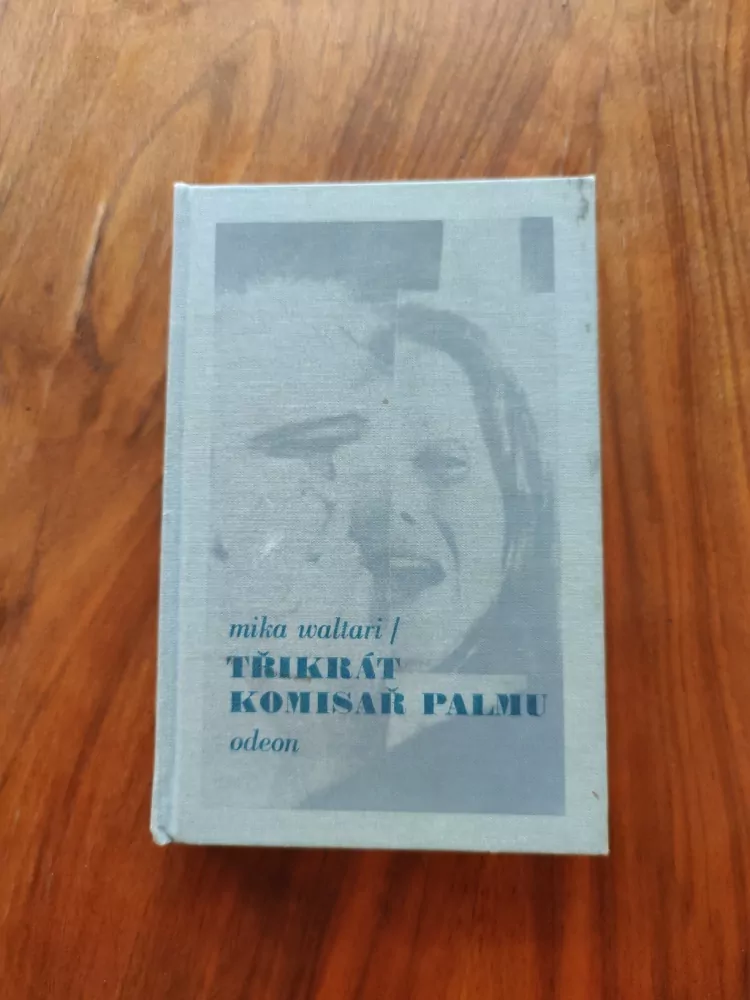 mika waltari /
TŘIKRÁT
KOMISAŘ PALMU
odeon